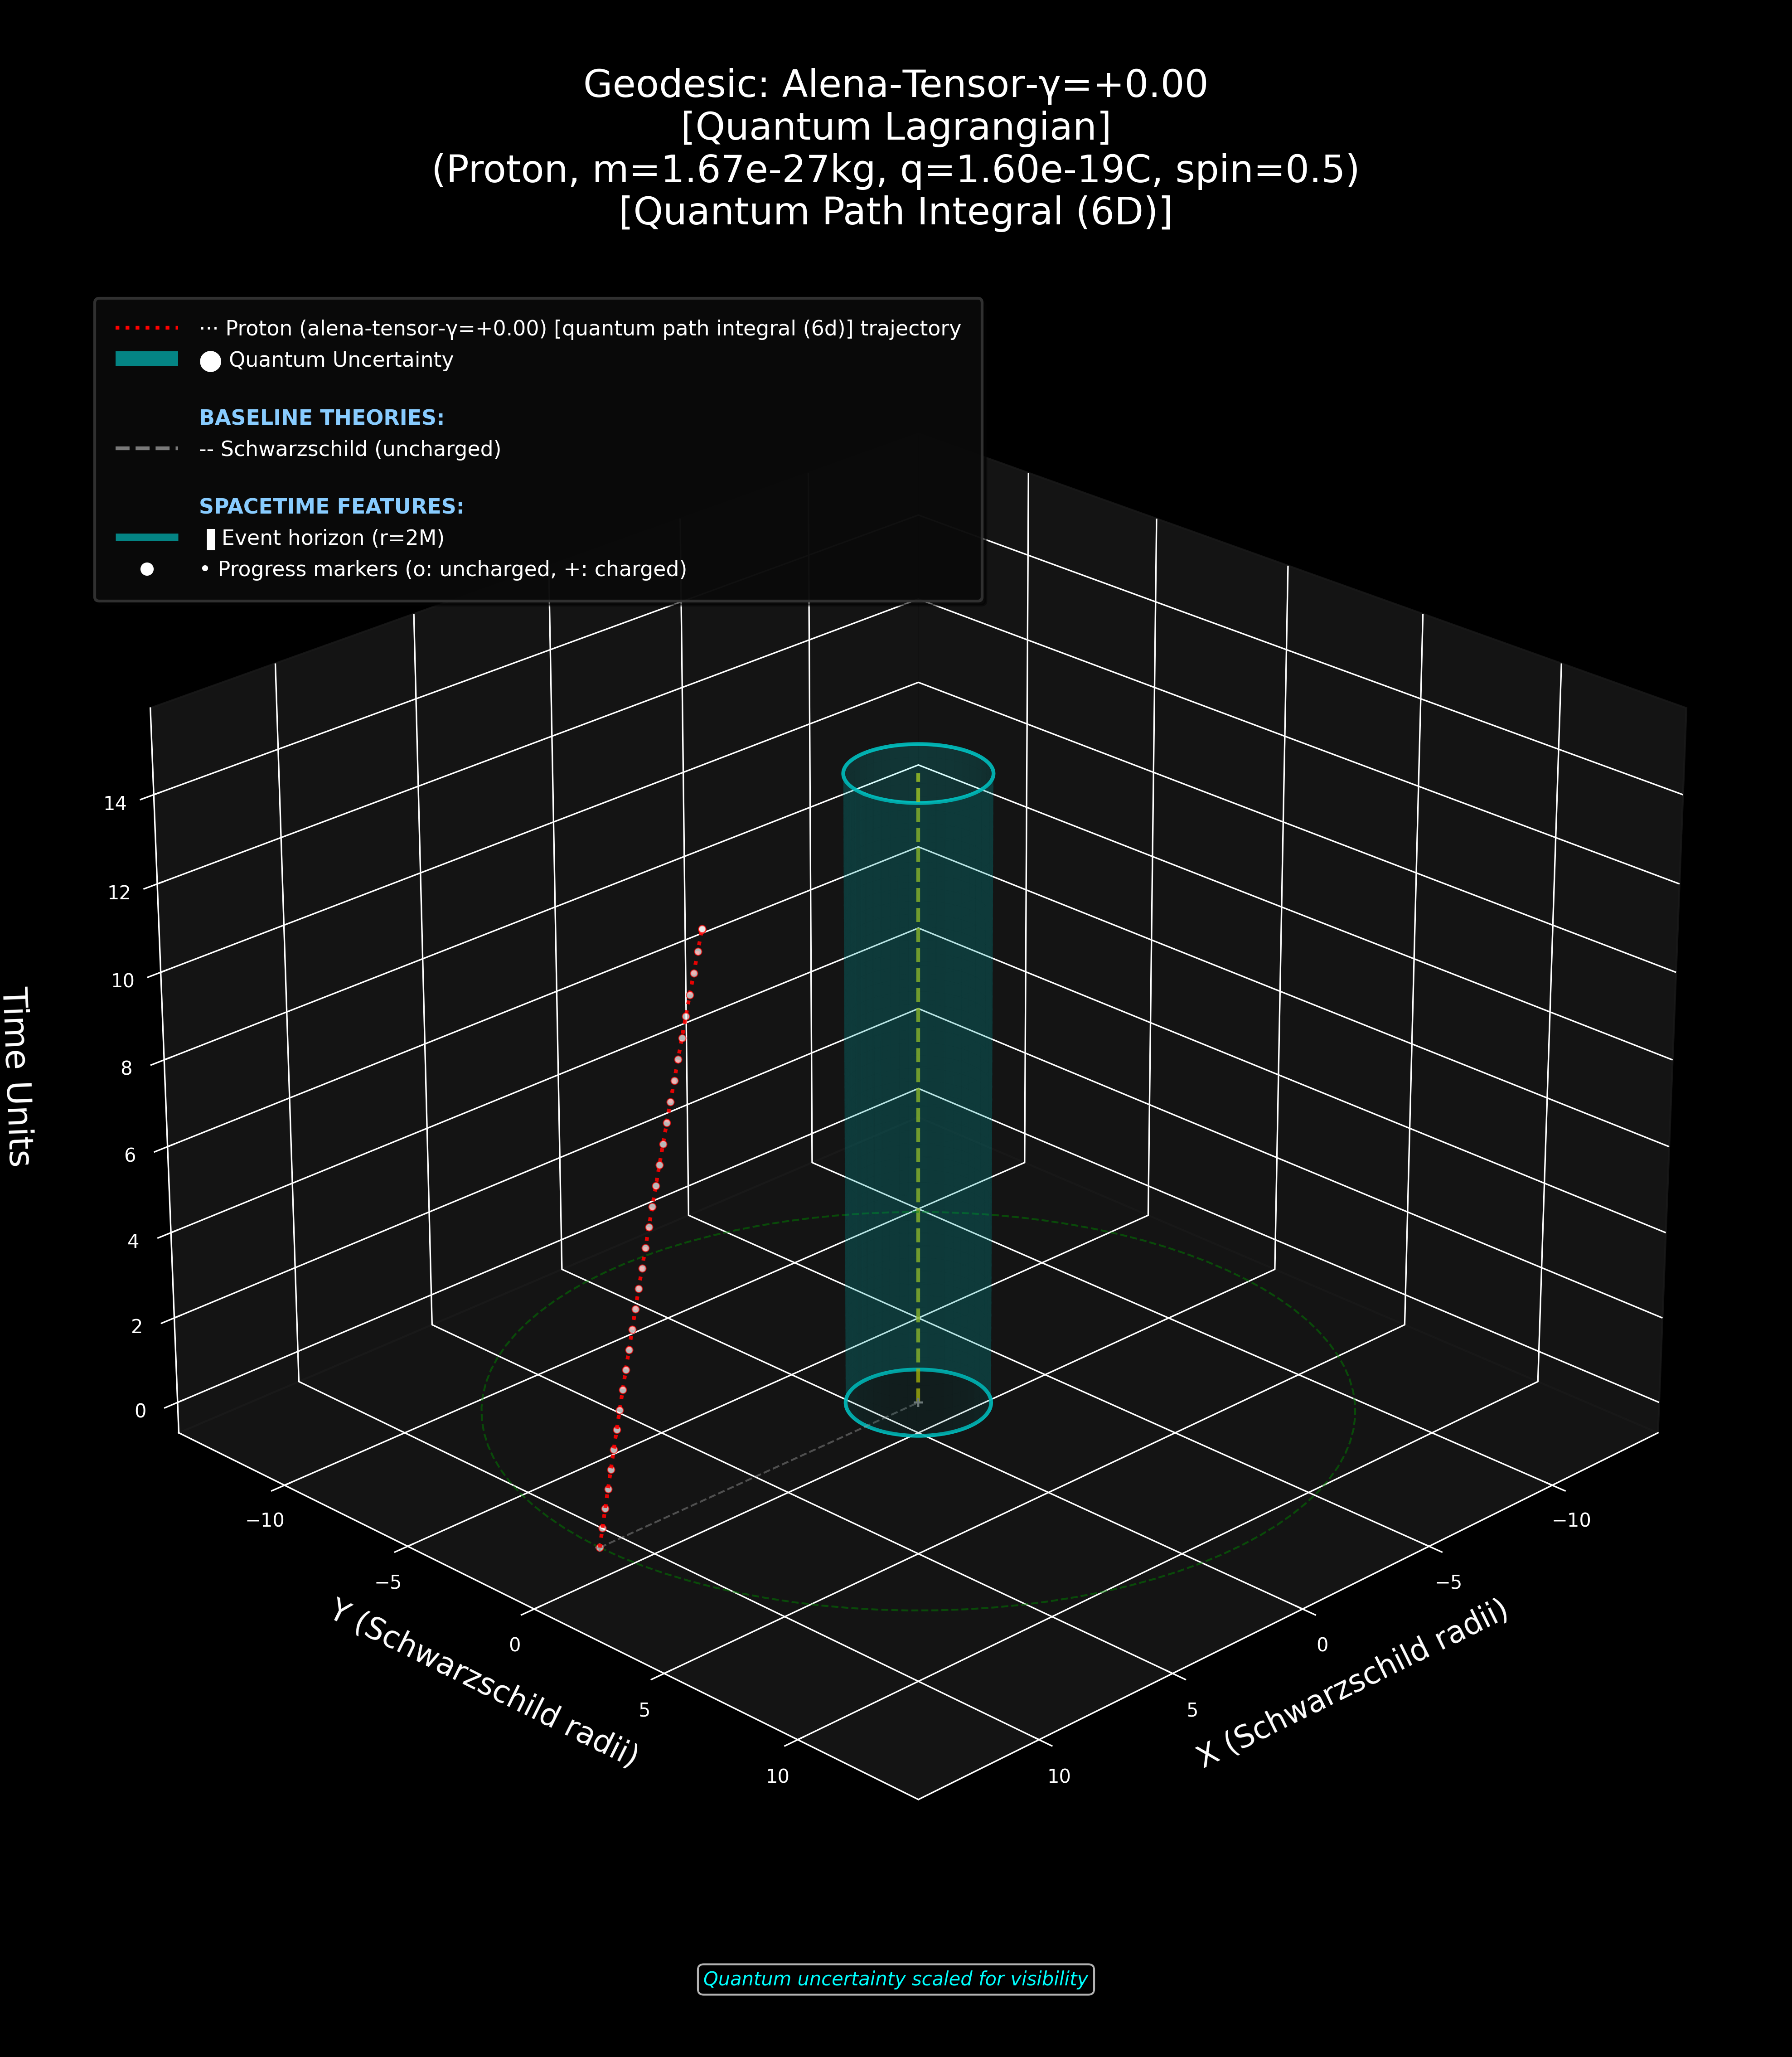 Geodesic: Alena-Tensor-γ=+0.00
[Quantum Lagrangian]
(Proton, m=1.67e-27kg, q=1.60e-19C, spin=0.5)
[Quantum Path Integral (6D)]
··· Proton (alena-tensor-γ=+0.00) [quantum path integral (6d)] trajectory
● Quantum Uncertainty
BASELINE THEORIES:
-- Schwarzschild (uncharged)
SPACETIME FEATURES:
▌Event horizon (r=2M)
• Progress markers (o: uncharged, +: charged)
14
12
10
8
6
4
2
0
Time Units
−10
−5
0
5
10
Y (Schwarzschild radii)
−10
−5
0
5
10
X (Schwarzschild radii)
Quantum uncertainty scaled for visibility